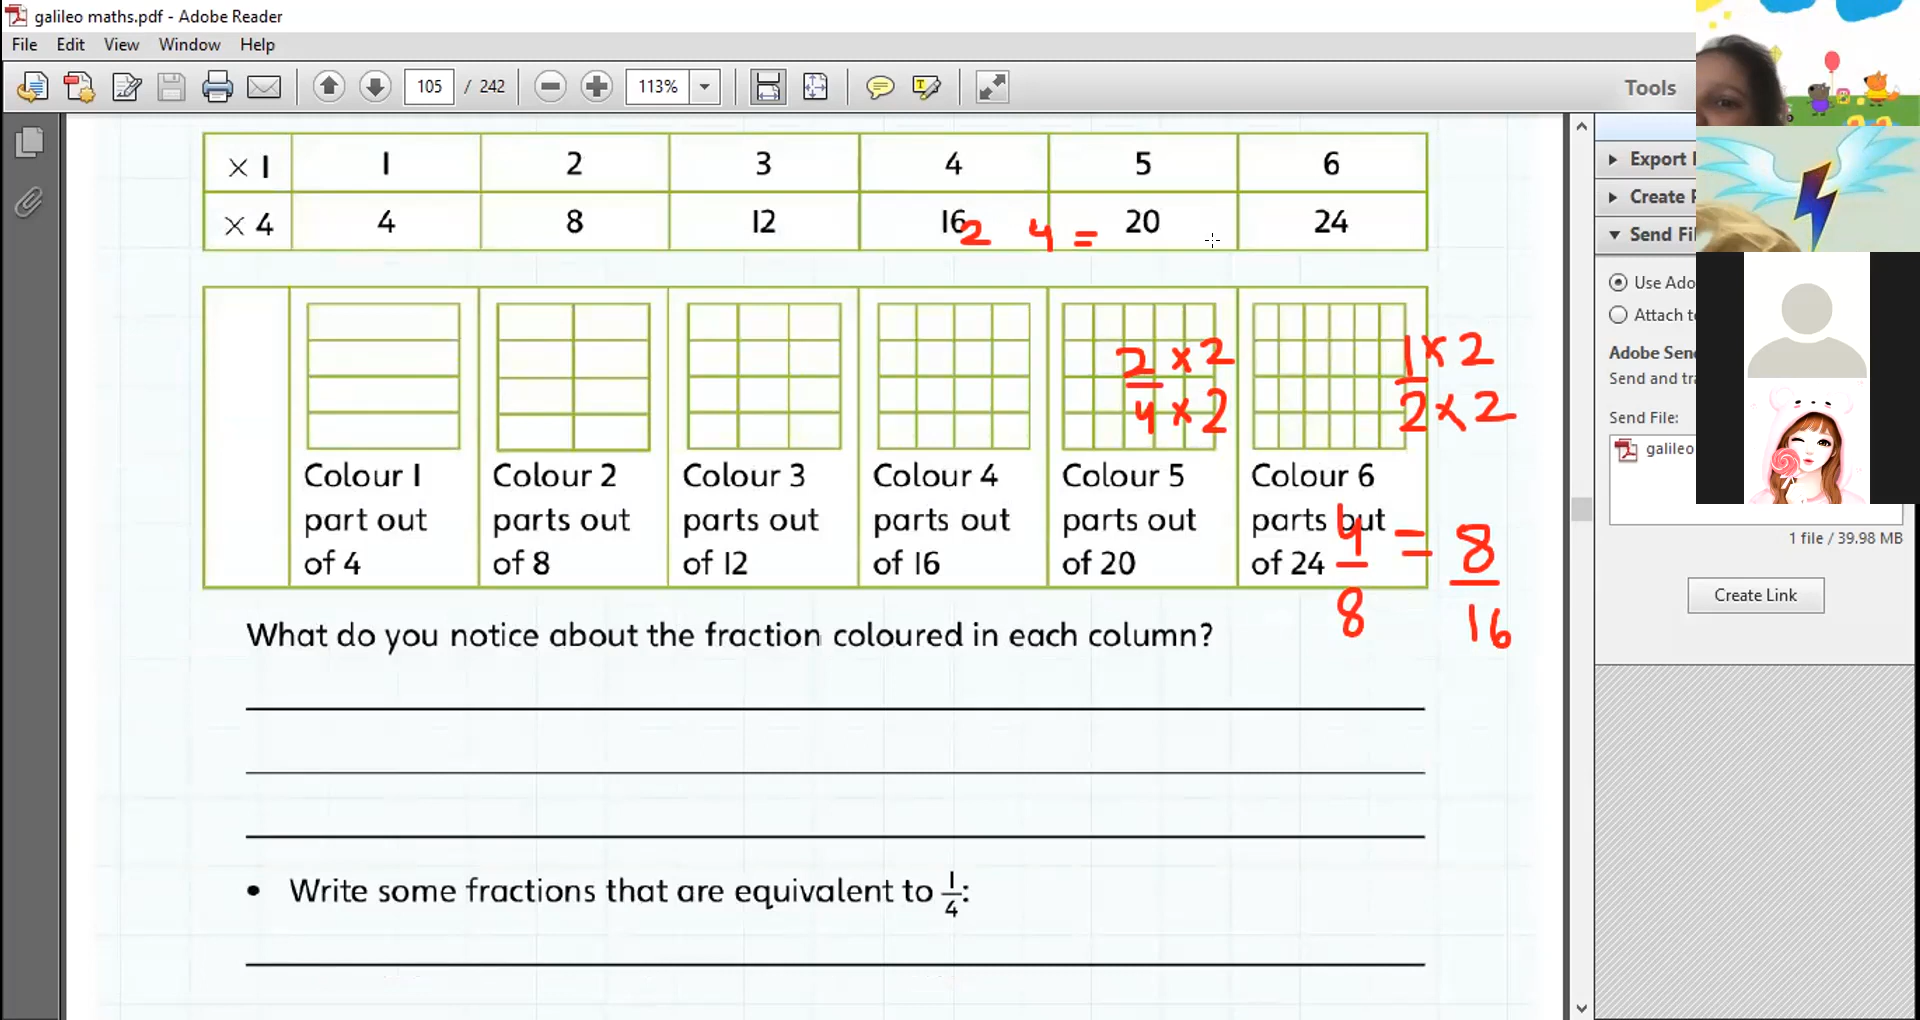 galileo maths.pdf - Adobe Reader
File Edit View Window Help
105 / 242 113% Tools
× 1 1 2 3 4 5 6
× 4 4 8 12 16 20 24
2 4 =
2 × 2
4 × 2
1 × 2
2 × 2
Colour 1 part out of 4
Colour 2 parts out of 8
Colour 3 parts out of 12
Colour 4 parts out of 16
Colour 5 parts out of 20
Colour 6 parts out of 24
4/8 = 8/16
What do you notice about the fraction coloured in each column?
• Write some fractions that are equivalent to 1/4:
Export
Create
Send Fil
Use Ado
Attach to
Adobe Sen
Send and tra
Send File:
galileo
1 file / 39.98 MB
Create Link